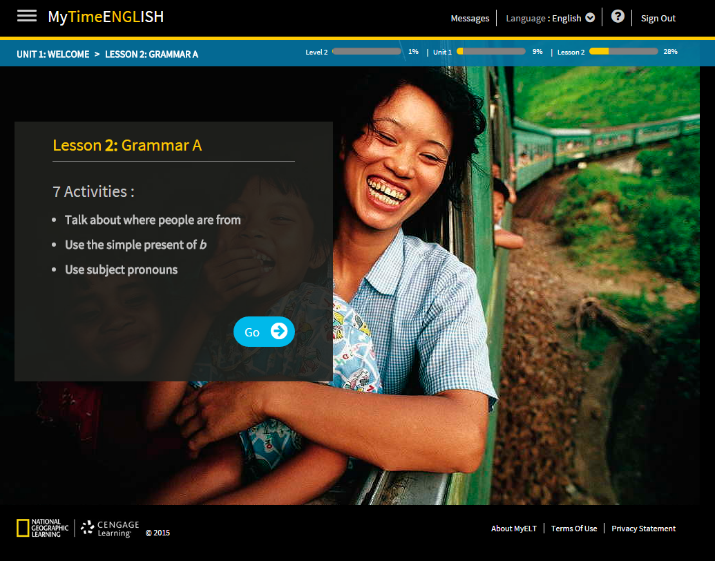 MyTimeENGLISH
Messages
Language : English
?
Sign Out
UNIT 1: WELCOME > LESSON 2: GRAMMAR A
Level 2 1% | Unit 1 9% | Lesson 2 28%
Lesson 2: Grammar A
7 Activities :
• Talk about where people are from
• Use the simple present of b
• Use subject pronouns
Go
NATIONAL
GEOGRAPHIC
LEARNING
CENGAGE
Learning®
© 2015
About MyELT | Terms Of Use | Privacy Statement